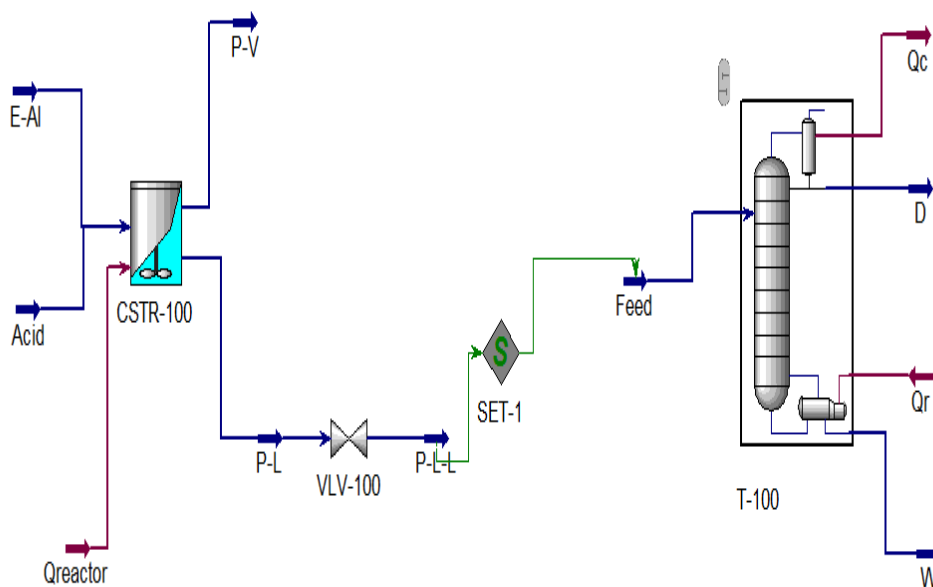 P-V
Qc
E-Al
D
Acid
CSTR-100
Feed
S
SET-1
Qr
P-L
P-L-L
VLV-100
T-100
Qreactor
W